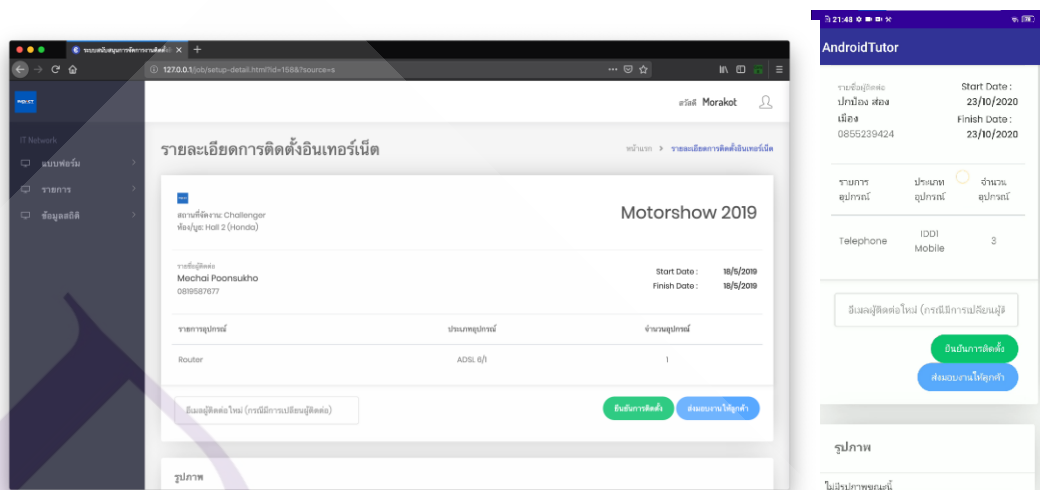 ระบบสนับสนุนการจัดการงานติดตั้ง
127.0.0.1/job/setup-detail.html?id=158&?source=s
สวัสดี Morakot
IT Network
แบบฟอร์ม
รายการ
ข้อมูลสถิติ
รายละเอียดการติดตั้งอินเทอร์เน็ต
หน้าแรก > รายละเอียดการติดตั้งอินเทอร์เน็ต
สถานที่จัดงาน: Challenger
ห้อง/บูธ: Hall 2 (Honda)
Motorshow 2019
รายชื่อผู้ติดต่อ
Mechai Poonsukho
0819587677
Start Date : 18/5/2019
Finish Date : 18/5/2019
รายการอุปกรณ์ ประเภทอุปกรณ์ จำนวนอุปกรณ์
Router ADSL 6/1 1
อีเมลผู้ติดต่อใหม่ (กรณีมีการเปลี่ยนผู้ติดต่อ)
ยืนยันการติดตั้ง ส่งมอบงานให้ลูกค้า
รูปภาพ
21:48
AndroidTutor
รายชื่อผู้ติดต่อ
ปกป้อง ส่อง
เมือง
0855239424
Start Date :
23/10/2020
Finish Date :
23/10/2020
รายการ ประเภท จำนวน
อุปกรณ์ อุปกรณ์ อุปกรณ์
Telephone IDD1 Mobile 3
อีเมลผู้ติดต่อใหม่ (กรณีมีการเปลี่ยนผู้ติ
ยืนยันการติดตั้ง
ส่งมอบงานให้ลูกค้า
รูปภาพ
ไม่มีรูปภาพขณะนี้